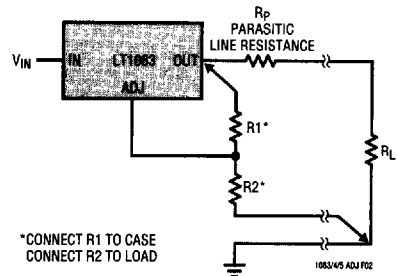 RP
PARASITIC
LINE RESISTANCE
VIN
IN LT1083 OUT
ADJ
R1*
RL
R2*
*CONNECT R1 TO CASE
CONNECT R2 TO LOAD
1083/4/5 ADJ F02